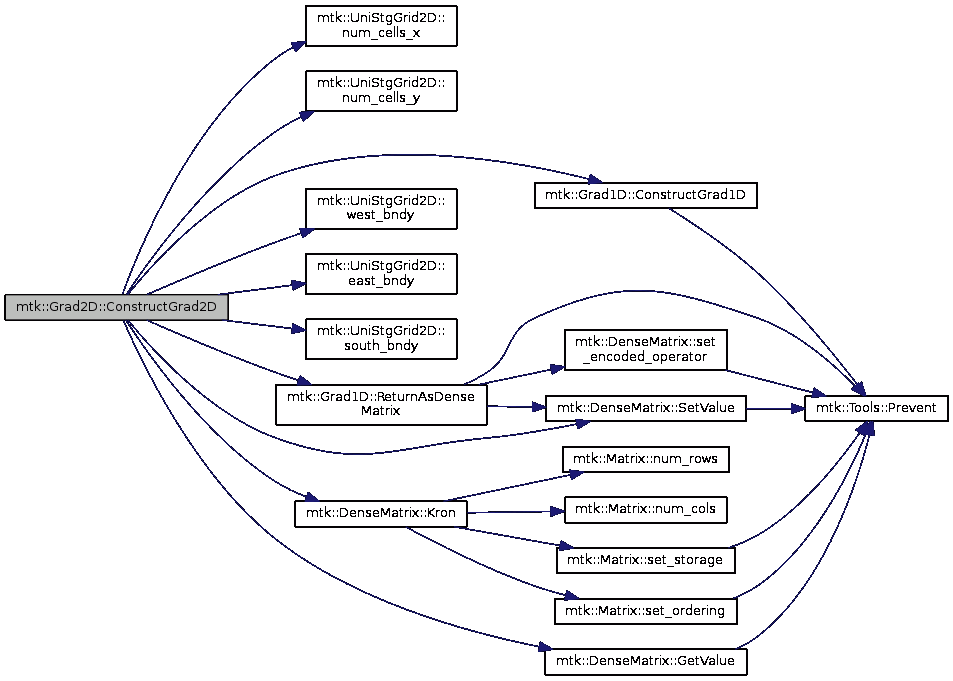 mtk::UniStgGrid2D::
num_cells_x
mtk::UniStgGrid2D::
num_cells_y
mtk::Grad1D::ConstructGrad1D
mtk::UniStgGrid2D::
west_bndy
mtk::UniStgGrid2D::
east_bndy
mtk::Grad2D::ConstructGrad2D
mtk::UniStgGrid2D::
south_bndy
mtk::DenseMatrix::set
_encoded_operator
mtk::Grad1D::ReturnAsDense
Matrix
mtk::DenseMatrix::SetValue
mtk::Tools::Prevent
mtk::Matrix::num_rows
mtk::DenseMatrix::Kron
mtk::Matrix::num_cols
mtk::Matrix::set_storage
mtk::Matrix::set_ordering
mtk::DenseMatrix::GetValue